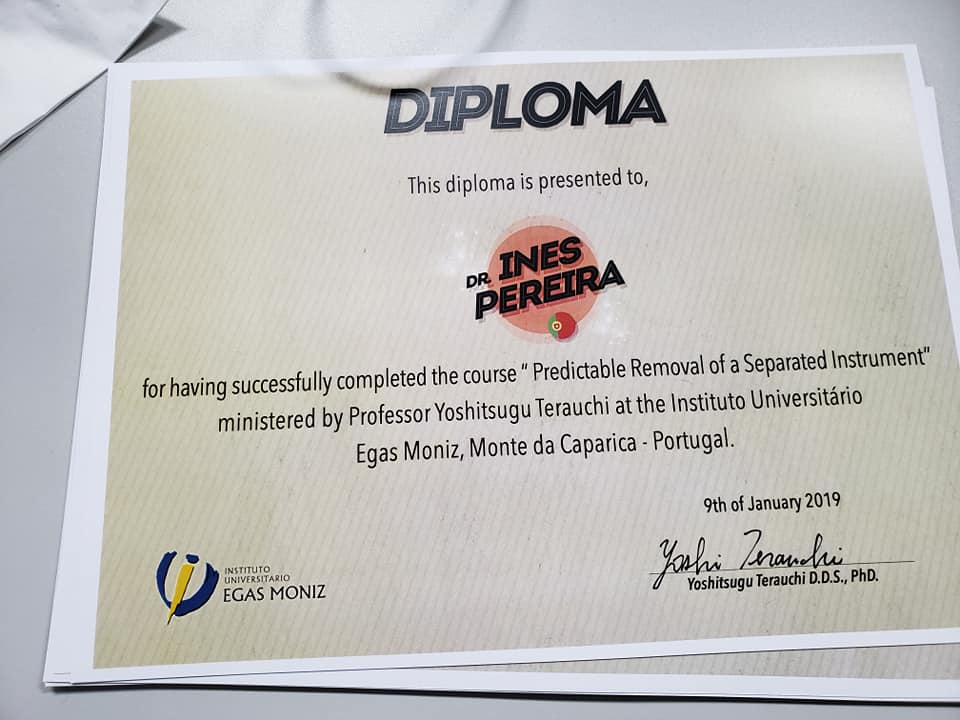 DIPLOMA
This diploma is presented to,
DR. INES
PEREIRA
for having successfully completed the course “ Predictable Removal of a Separated Instrument”
ministered by Professor Yoshitsugu Terauchi at the Instituto Universitário
Egas Moniz, Monte da Caparica - Portugal.
9th of January 2019
Yoshi Terauchi
Yoshitsugu Terauchi D.D.S., PhD.
INSTITUTO
UNIVERSITÁRIO
EGAS MONIZ